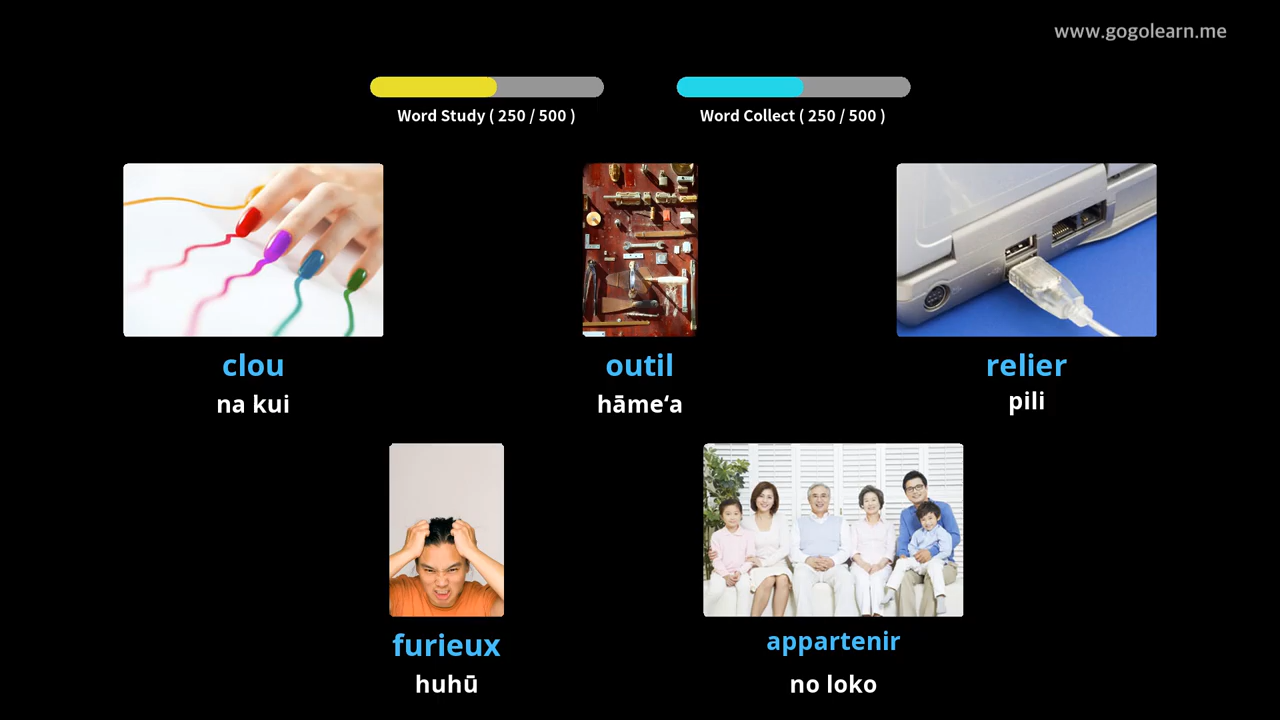 www.gogolearn.me
Word Study ( 250 / 500 )
Word Collect ( 250 / 500 )
clou
na kui
outil
hāmeʻa
relier
pili
furieux
huhū
appartenir
no loko